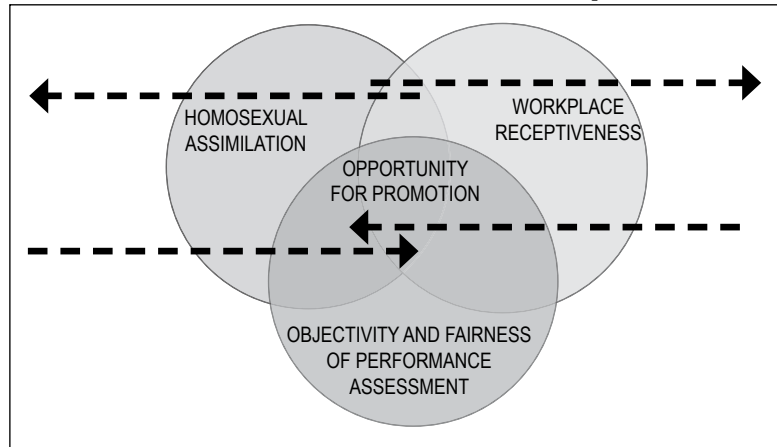 HOMOSEXUAL
ASSIMILATION
WORKPLACE
RECEPTIVENESS
OPPORTUNITY
FOR PROMOTION
OBJECTIVITY AND FAIRNESS
OF PERFORMANCE
ASSESSMENT